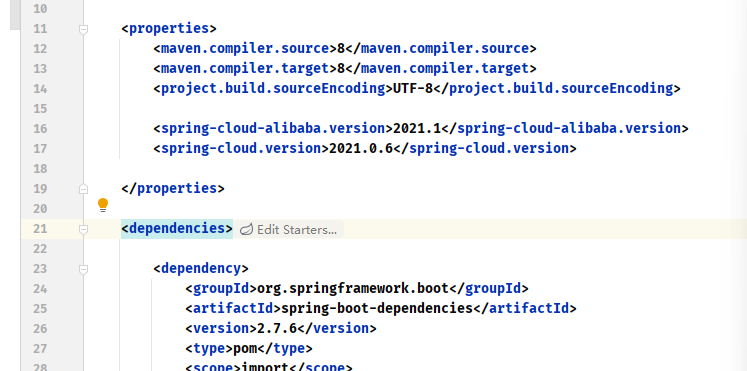 10
11 <properties>
12 <maven.compiler.source>8</maven.compiler.source>
13 <maven.compiler.target>8</maven.compiler.target>
14 <project.build.sourceEncoding>UTF-8</project.build.sourceEncoding>
15
16 <spring-cloud-alibaba.version>2021.1</spring-cloud-alibaba.version>
17 <spring-cloud.version>2021.0.6</spring-cloud.version>
18
19 </properties>
20
21 <dependencies> Edit Starters...
22
23 <dependency>
24 <groupId>org.springframework.boot</groupId>
25 <artifactId>spring-boot-dependencies</artifactId>
26 <version>2.7.6</version>
27 <type>pom</type>
28 <scope>import</scope>